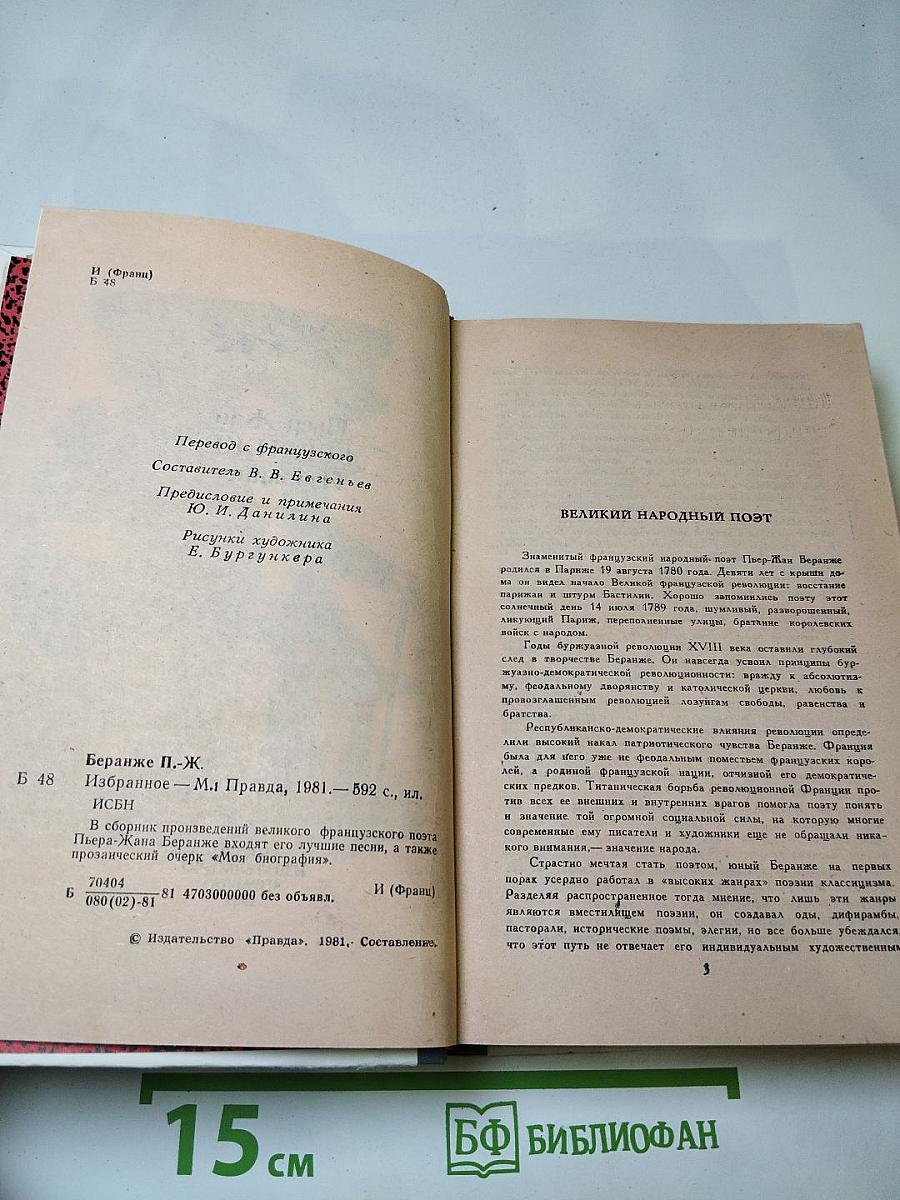 И (Франц)
Б 48
Перевод с французского
Составитель В. В. Евгеньев
Предисловие и примечания
Ю. И. Данилина
Рисунки художника
Е. Бургункера
Беранже П.-Ж.
Б 48 Избранное — М.: Правда, 1981.— 592 с., ил.
ИСБН
В сборник произведений великого французского поэта
Пьера-Жана Беранже входят его лучшие песни, а также
прозаический очерк «Моя биография».
Б 70404
080(02)-81 81 4703000000 без объявл. И (Франц)
© Издательство «Правда». 1981. Составление.
ВЕЛИКИЙ НАРОДНЫЙ ПОЭТ
Знаменитый французский народный поэт Пьер-Жан Беранже
родился в Париже 19 августа 1780 года. Девяти лет с крыши до-
ма он видел начало Великой французской революции: восстание
парижан и штурм Бастилии. Хорошо запомнились поэту этот
солнечный день 14 июля 1789 года, шумливый, развороченный,
ликующий Париж, переполненные улицы, братание королевских
войск с народом.
Годы буржуазной революции XVIII века оставили глубокий
след в творчестве Беранже. Он навсегда усвоил принципы бур-
жуазно-демократической революционности: вражду к абсолютиз-
му, феодальному дворянству и католической церкви, любовь к
провозглашенным революцией лозунгам свободы, равенства и
братства.
Республиканско-демократические влияния революции опреде-
лили высокий накал патриотического чувства Беранже. Франция
была для него уже не феодальным поместьем французских коро-
лей, а родиной французской нации, отчизной его демократиче-
ских предков. Титаническая борьба революционной Франции про-
тив всех ее внешних и внутренних врагов помогла поэту понять
и значение той огромной социальной силы, на которую многие
современные ему писатели и художники еще не обращали ника-
кого внимания,— значение народа.
Страстно мечтая стать поэтом, юный Беранже на первых
порах усердно работал в «высоких жанрах» поэзии классицизма.
Разделяя распространенное тогда мнение, что лишь эти жанры
являются вместилищем поэзии, он создавал оды, дифирамбы,
пасторали, исторические поэмы, элегии, но все больше убеждался,
что этот путь не отвечает его индивидуальным художественным
3
15 см
БФ БИБЛИОФАН